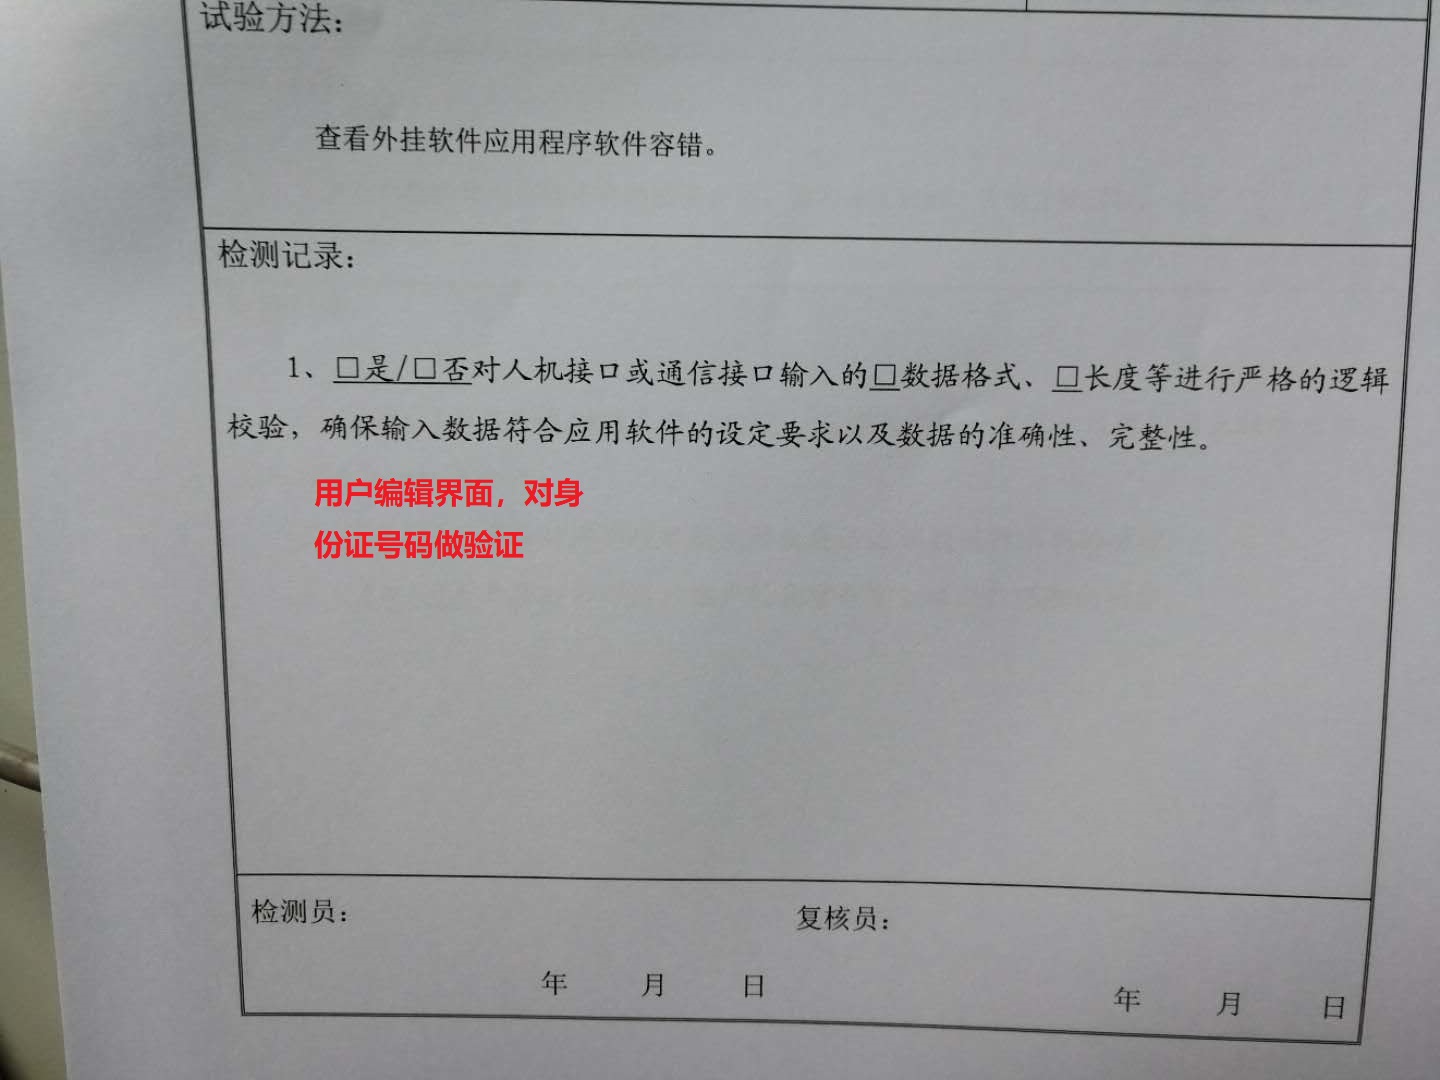 试验方法：
查看外挂软件应用程序软件容错。
检测记录：
1、□是/□否对人机接口或通信接口输入的□数据格式、□长度等进行严格的逻辑
校验，确保输入数据符合应用软件的设定要求以及数据的准确性、完整性。
用户编辑界面，对身
份证号码做验证
检测员： 复核员：
年 月 日 年 月 日